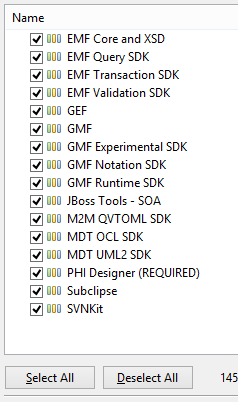 Name
EMF Core and XSD
EMF Query SDK
EMF Transaction SDK
EMF Validation SDK
GEF
GMF
GMF Experimental SDK
GMF Notation SDK
GMF Runtime SDK
JBoss Tools - SOA
M2M QVTOML SDK
MDT OCL SDK
MDT UML2 SDK
PHI Designer (REQUIRED)
Subclipse
SVNKit
Select All Deselect All 145